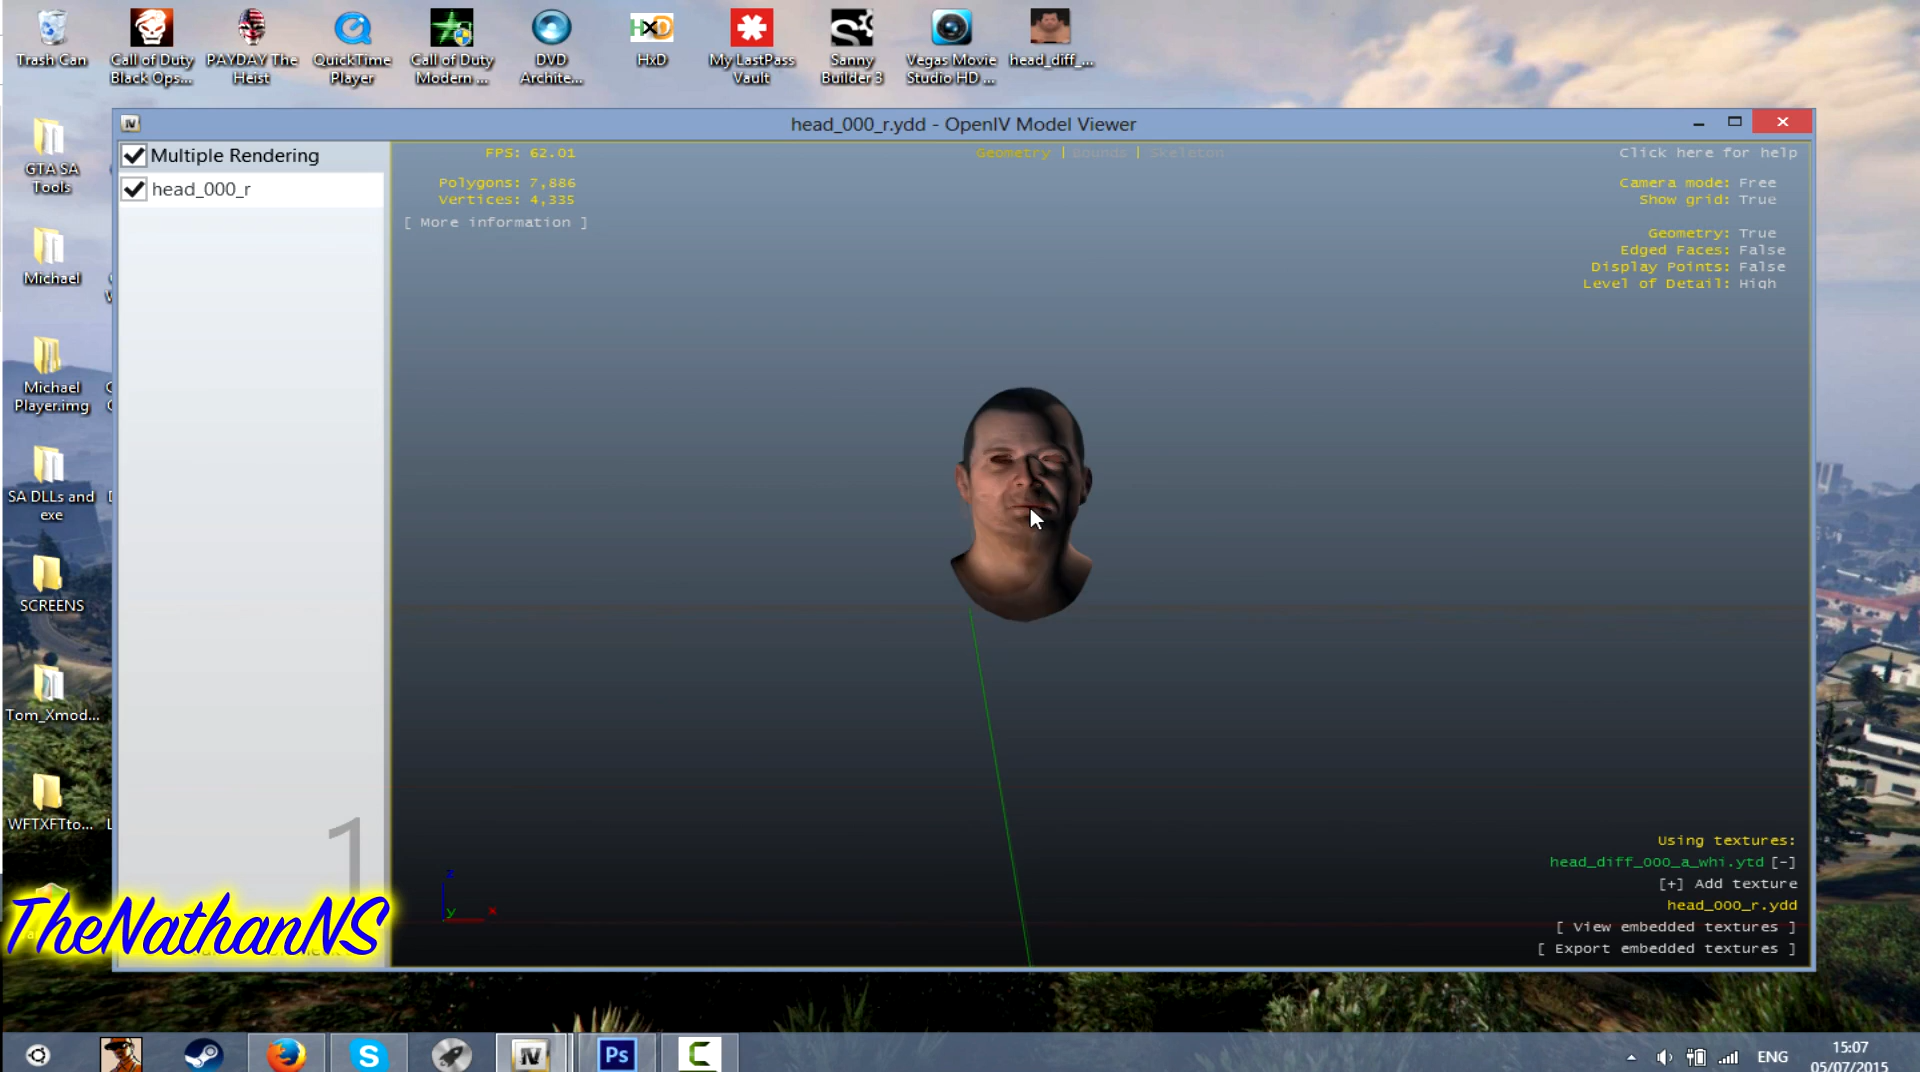 Trash Can
Call of Duty Black Ops...
PAYDAY The Heist
QuickTime Player
Call of Duty Modern ...
DVD Archite...
HxD
My LastPass Vault
Sanny Builder 3
Vegas Movie Studio HD ...
head_diff_...
head_000_r.ydd - OpenIV Model Viewer
Multiple Rendering
head_000_r
FPS: 62.01
Polygons: 7,886
Vertices: 4,335
[ More information ]
Geometry | Bounds | Skeleton
Click here for help
Camera mode: Free
Show grid: True
Geometry: True
Edged Faces: False
Display Points: False
Level of Detail: High
GTA SA Tools
Michael
Michael Player.img
SA DLLs and exe
SCREENS
Tom_Xmod...
WFTXFTto...
1
z
y
x
Using textures:
head_diff_000_a_whi.ytd [-]
[+] Add texture
head_000_r.ydd
[ View embedded textures ]
[ Export embedded textures ]
TheNathanNS
IV
Ps
ENG
15:07
05/07/2015